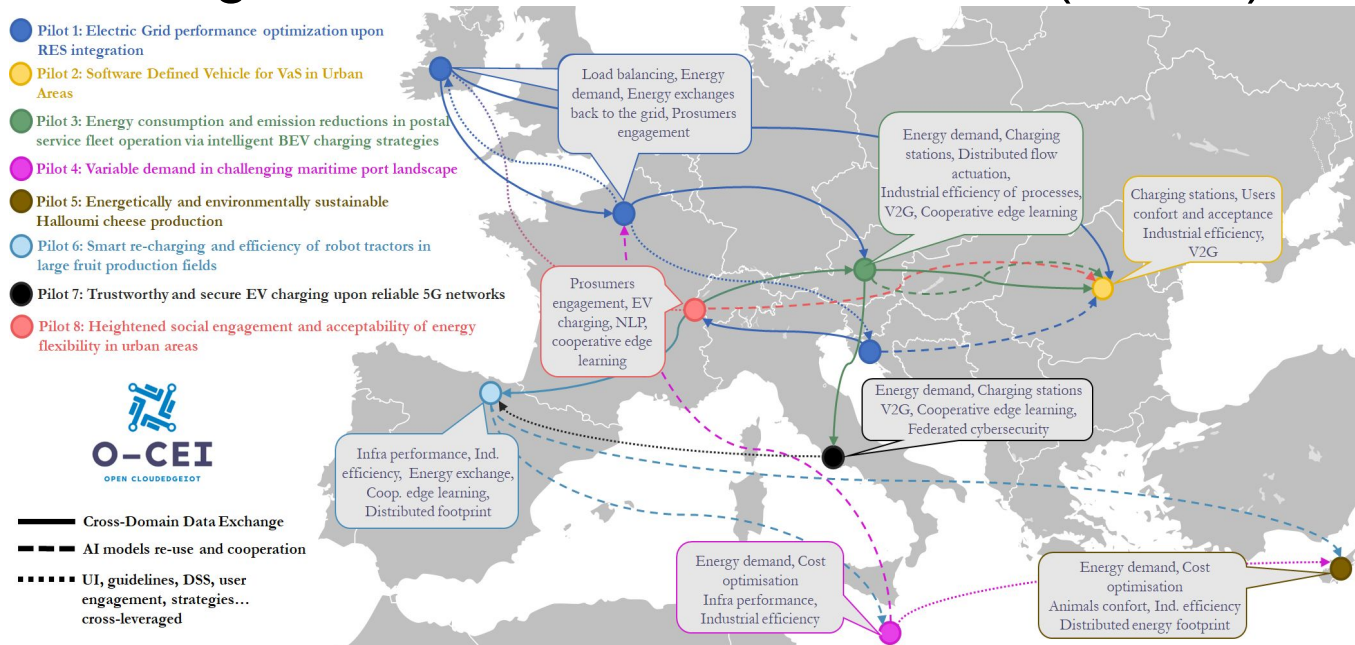 Pilot 1: Electric Grid performance optimization upon
RES integration
Pilot 2: Software Defined Vehicle for VaS in Urban
Areas
Pilot 3: Energy consumption and emission reductions in postal
service fleet operation via intelligent BEV charging strategies
Pilot 4: Variable demand in challenging maritime port landscape
Pilot 5: Energetically and environmentally sustainable
Halloumi cheese production
Pilot 6: Smart re-charging and efficiency of robot tractors in
large fruit production fields
Pilot 7: Trustworthy and secure EV charging upon reliable 5G networks
Pilot 8: Heightened social engagement and acceptability of energy
flexibility in urban areas
O-CEI
OPEN CLOUDEDGEIOT
Cross-Domain Data Exchange
AI models re-use and cooperation
UI, guidelines, DSS, user
engagement, strategies...
cross-leveraged
Load balancing, Energy
demand, Energy exchanges
back to the grid, Prosumers
engagement
Energy demand, Charging
stations, Distributed flow
actuation,
Industrial efficiency of processes,
V2G, Cooperative edge learning
Charging stations, Users
confort and acceptance
Industrial efficiency,
V2G
Prosumers
engagement, EV
charging, NLP,
cooperative edge
learning
Energy demand, Charging stations
V2G, Cooperative edge learning,
Federated cybersecurity
Infra performance, Ind.
efficiency, Energy exchange,
Coop. edge learning,
Distributed footprint
Energy demand, Cost
optimisation
Infra performance,
Industrial efficiency
Energy demand, Cost
optimisation
Animals confort, Ind. efficiency
Distributed energy footprint